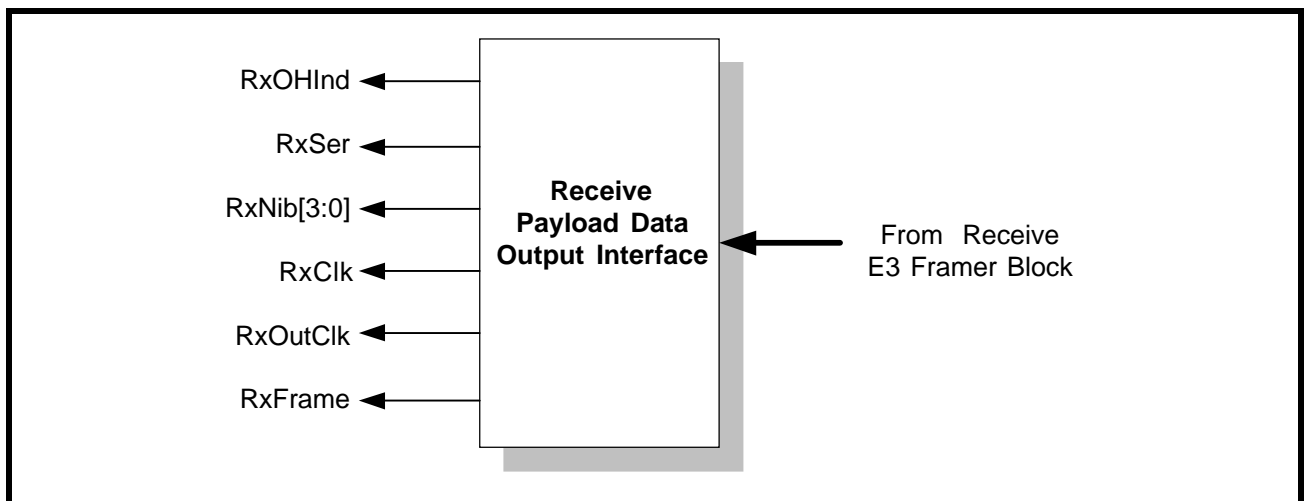 RxOHInd
RxSer
RxNib[3:0]
RxClk
RxOutClk
RxFrame
Receive
Payload Data
Output Interface
From Receive
E3 Framer Block